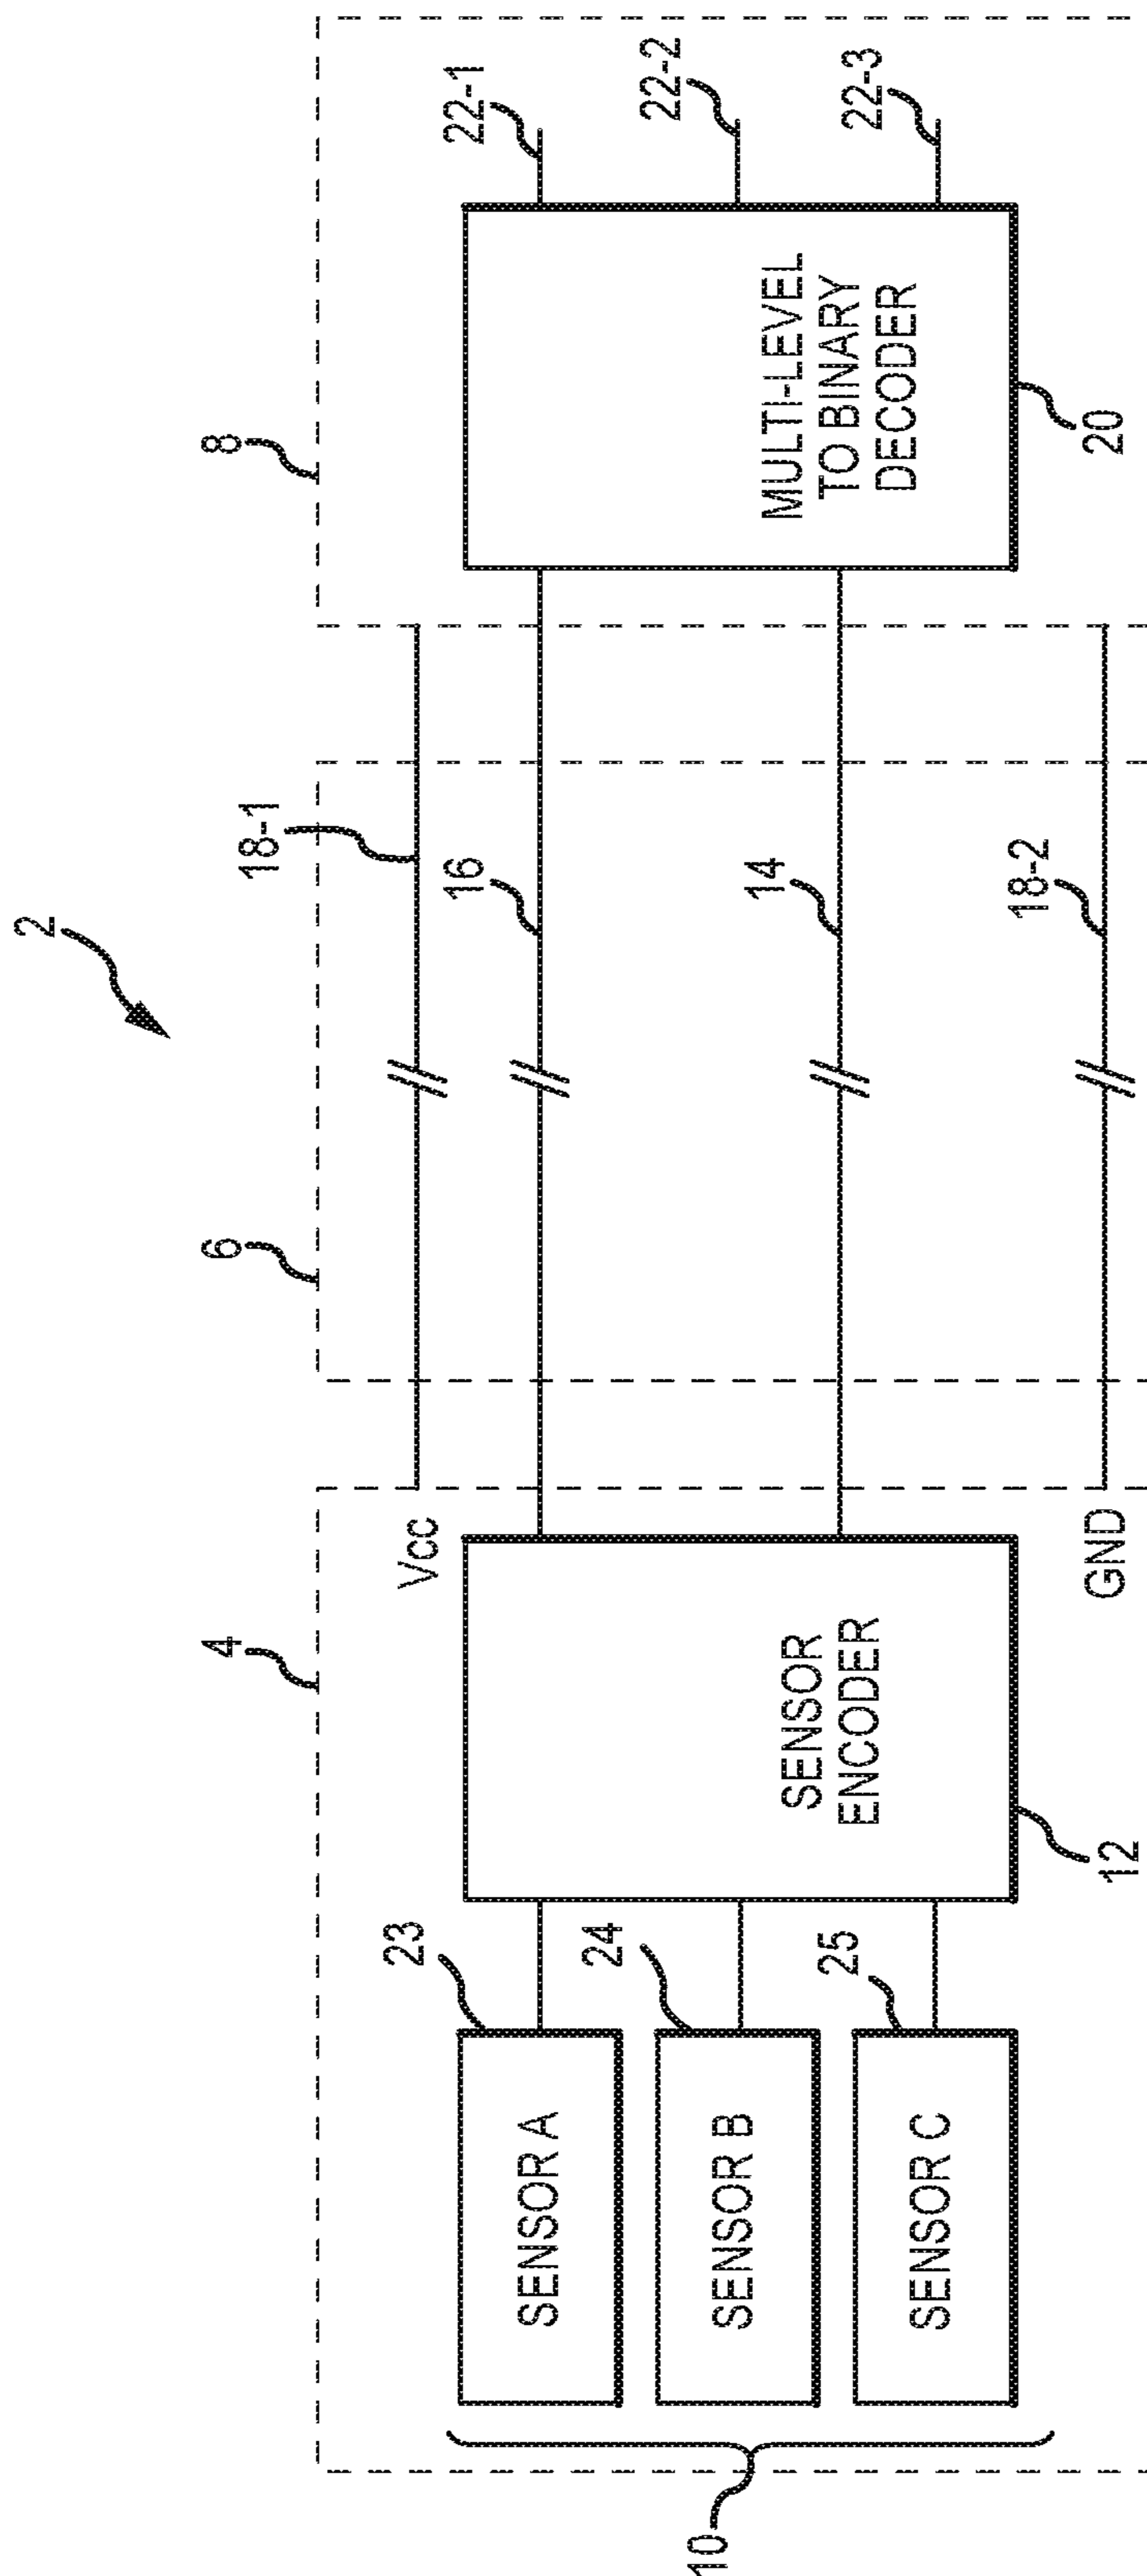 2
4
6
8
Vcc
18-1
16
14
18-2
GND
10
SENSOR A
SENSOR B
SENSOR C
23
24
25
SENSOR
ENCODER
12
MULTI-LEVEL
TO BINARY
DECODER
20
22-1
22-2
22-3